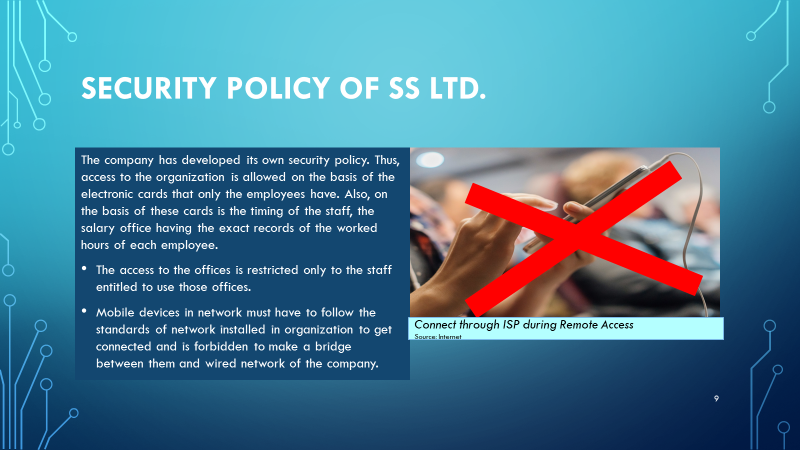 SECURITY POLICY OF SS LTD.
The company has developed its own security policy. Thus,
access to the organization is allowed on the basis of the
electronic cards that only the employees have. Also, on
the basis of these cards is the timing of the staff, the
salary office having the exact records of the worked
hours of each employee.
• The access to the offices is restricted only to the staff
entitled to use those offices.
• Mobile devices in network must have to follow the
standards of network installed in organization to get
connected and is forbidden to make a bridge
between them and wired network of the company.
Connect through ISP during Remote Access
Source: Internet
9